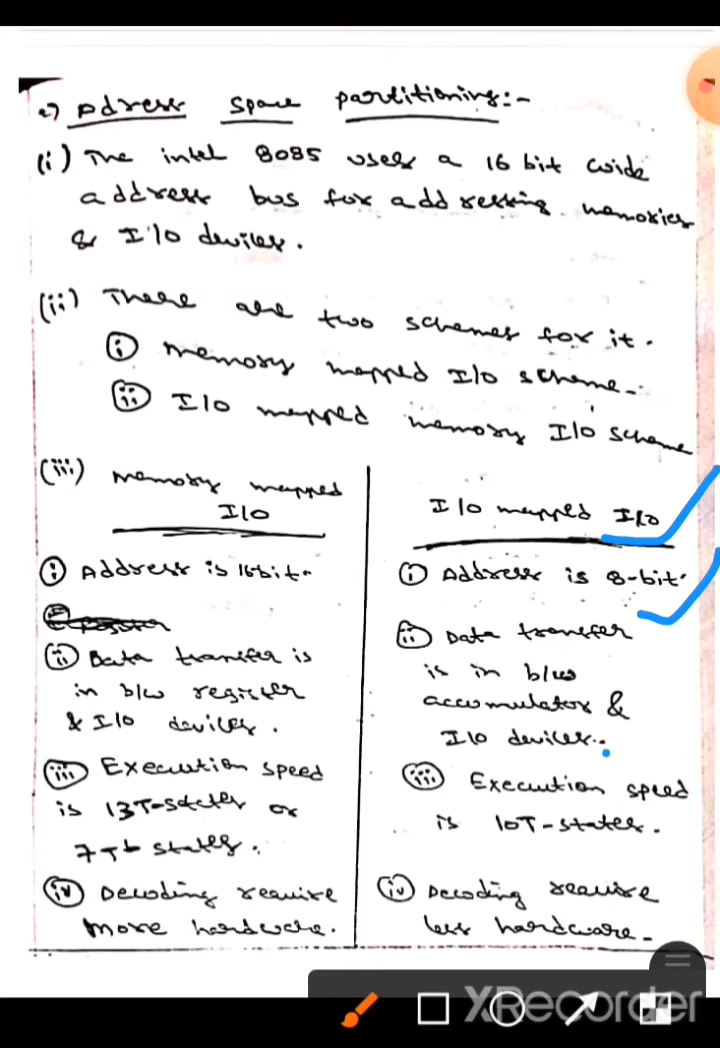 2) Adress space partitioning:-
(i) The intel 8085 uses a 16 bit wide
address bus for addressing memories
& I/O devices.
(ii) There are two schemes for it.
(i) memory mapped I/O scheme.
(ii) I/O mapped memory I/O scheme
(iii) memory mapped
I/O
(i) Address is 16bit.
(ii) Data transfer is
in b/w register
& I/O devices.
(iii) Execution speed
is 13T-states or
7 states.
(iv) Decoding require
more hardware.
I/O mapped I/O
(i) Address is 8-bit.
(ii) Data transfer
is in b/w
accumulator &
I/O devices.
(iii) Execution speed
is 10T-states.
(iv) Decoding require
less hardware.
XRecorder